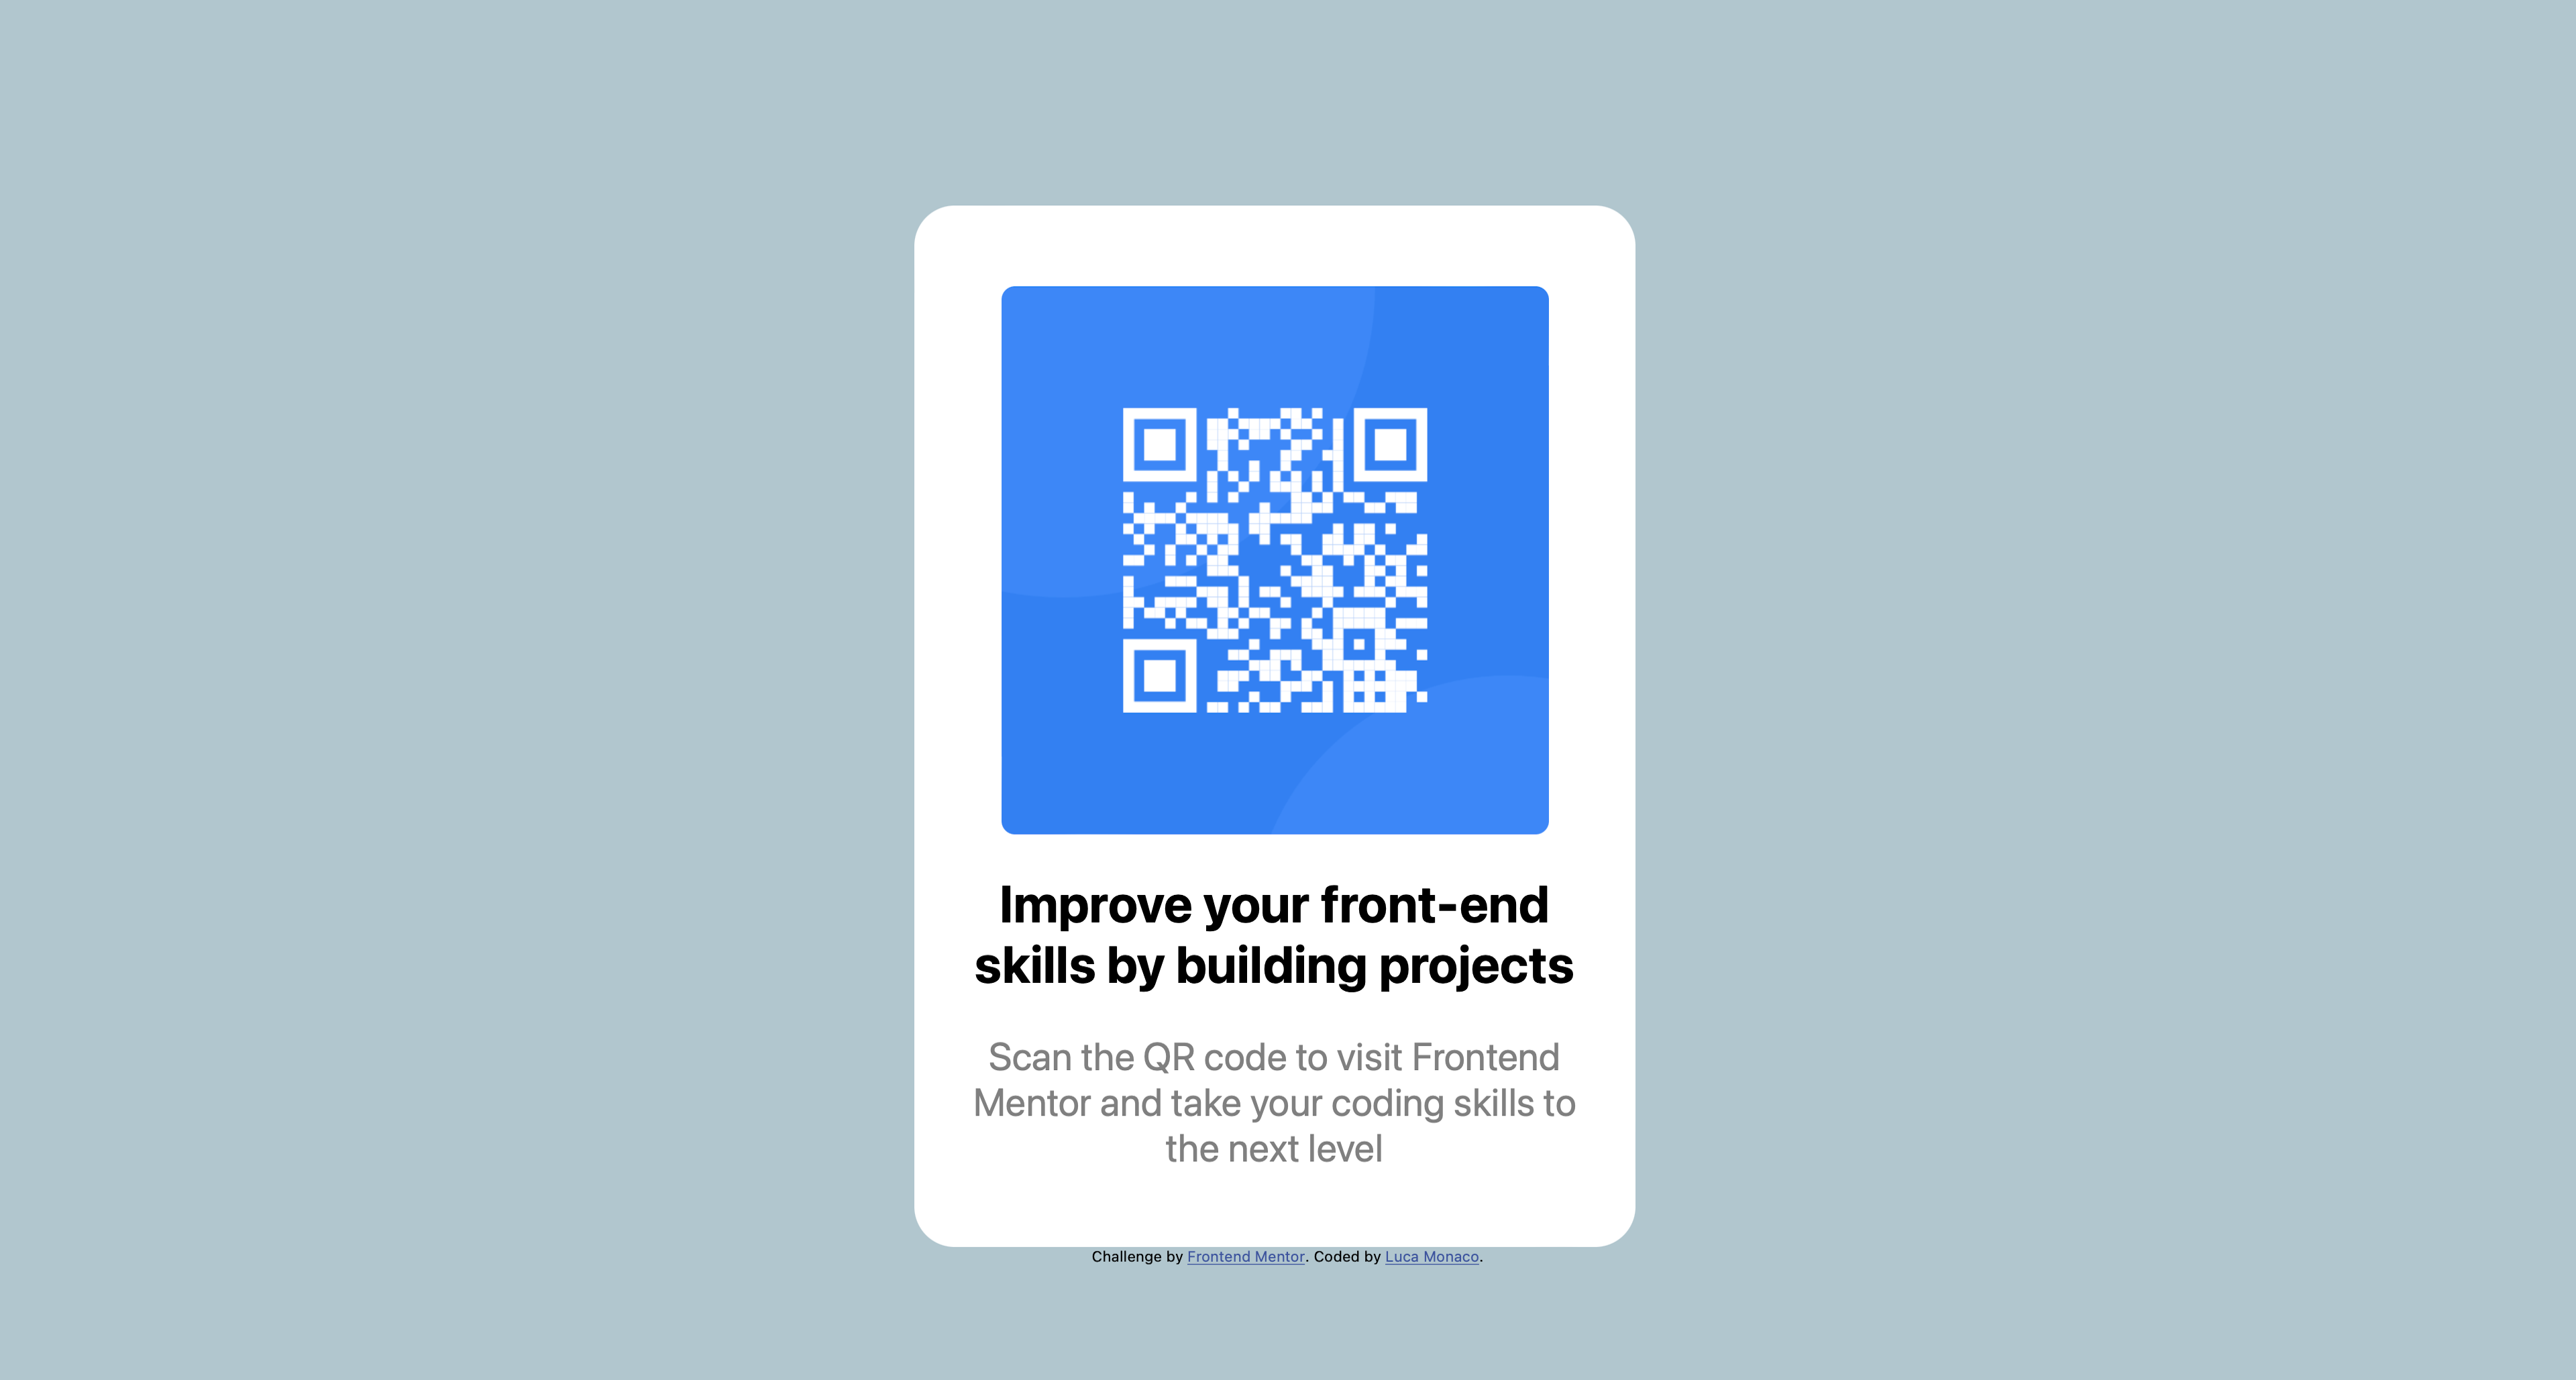 Improve your front-end
skills by building projects
Scan the QR code to visit Frontend
Mentor and take your coding skills to
the next level
Challenge by Frontend Mentor. Coded by Luca Monaco.